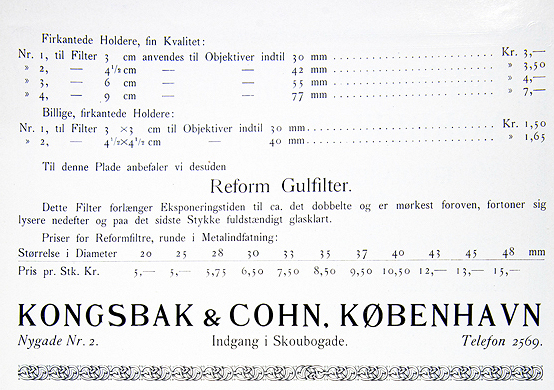 Firkantede Holdere, fin Kvalitet:
Nr. 1, til Filter 3 cm anvendes til Objektiver indtil 30 mm . . . . . . . . . . . . . . . . . . . . . . . . Kr. 3,—
» 2, — 4 1/2 cm — — 42 mm . . . . . . . . . . . . . . . . . . . . . . . . » 3,50
» 3, — 6 cm — — 55 mm . . . . . . . . . . . . . . . . . . . . . . . . » 4,—
» 4, — 9 cm — — 77 mm . . . . . . . . . . . . . . . . . . . . . . . . » 7,—
Billige, firkantede Holdere:
Nr. 1, til Filter 3 ×3 cm til Objektiver indtil 30 mm . . . . . . . . . . . . . . . . . . . . . . . . Kr. 1,50
» 2, — 4 1/2×4 1/2 cm — — 40 mm . . . . . . . . . . . . . . . . . . . . . . . . » 1,65
Til denne Plade anbefaler vi desuden
Reform Gulfilter.
Dette Filter forlænger Eksponeringstiden til ca. det dobbelte og er mørkest foroven, fortoner sig
lysere nedefter og paa det sidste Stykke fuldstændigt glasklart.
Priser for Reformfiltre, runde i Metalindfatning:
Størrelse i Diameter 20 25 28 30 33 35 37 40 43 45 48 mm
Pris pr. Stk. Kr. 5,— 5,— 5,75 6,50 7,50 8,50 9,50 10,50 12,— 13,— 15,—
KONGSBAK & COHN, KØBENHAVN
Nygade Nr. 2. Indgang i Skoubogade. Telefon 2569.